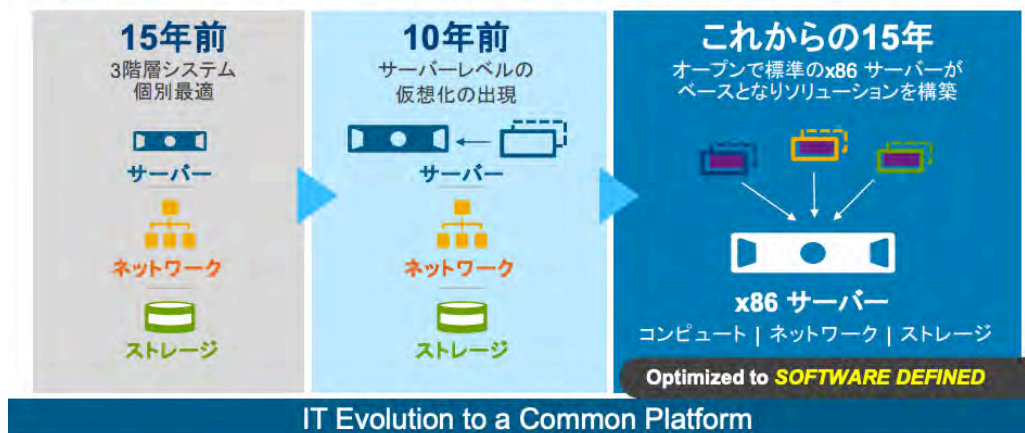 15年前
3階層システム
個別最適
サーバー
ネットワーク
ストレージ
10年前
サーバーレベルの
仮想化の出現
サーバー
ネットワーク
ストレージ
これからの15年
オープンで標準のx86 サーバーが
ベースとなりソリューションを構築
x86 サーバー
コンピュート | ネットワーク | ストレージ
Optimized to SOFTWARE DEFINED
IT Evolution to a Common Platform